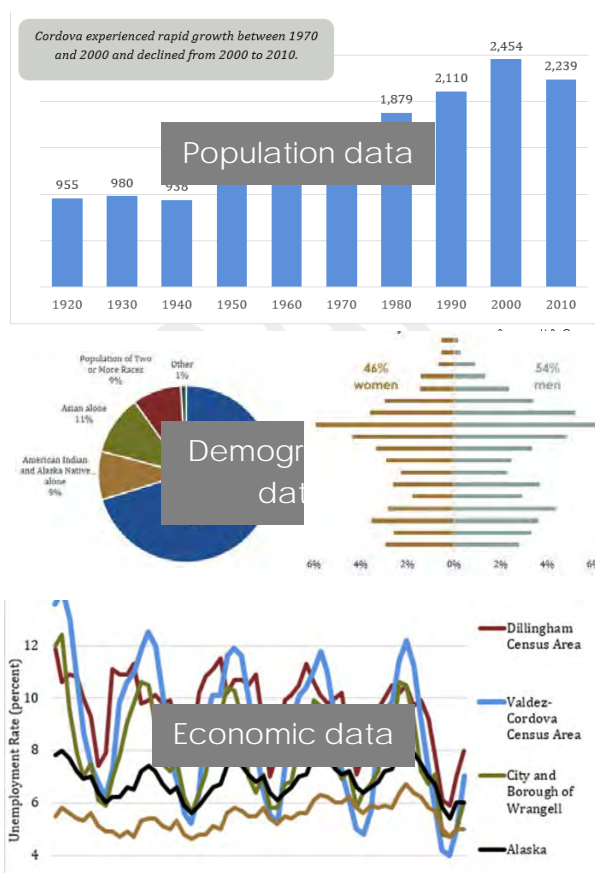 Cordova experienced rapid growth between 1970
and 2000 and declined from 2000 to 2010.
2,454
2,239
2,110
1,879
Population data
955
980
938
1920
1930
1940
1950
1960
1970
1980
1990
2000
2010
Population of Two
or More Races
9%
Other
1%
Asian alone
11%
American Indian
and Alaska Native
alone
9%
Demogr
dat
46%
women
54%
men
6%
4%
2%
0%
2%
4%
6%
Unemployment Rate (percent)
12
10
8
6
4
Economic data
Dillingham
Census Area
Valdez-
Cordova
Census Area
City and
Borough of
Wrangell
Alaska